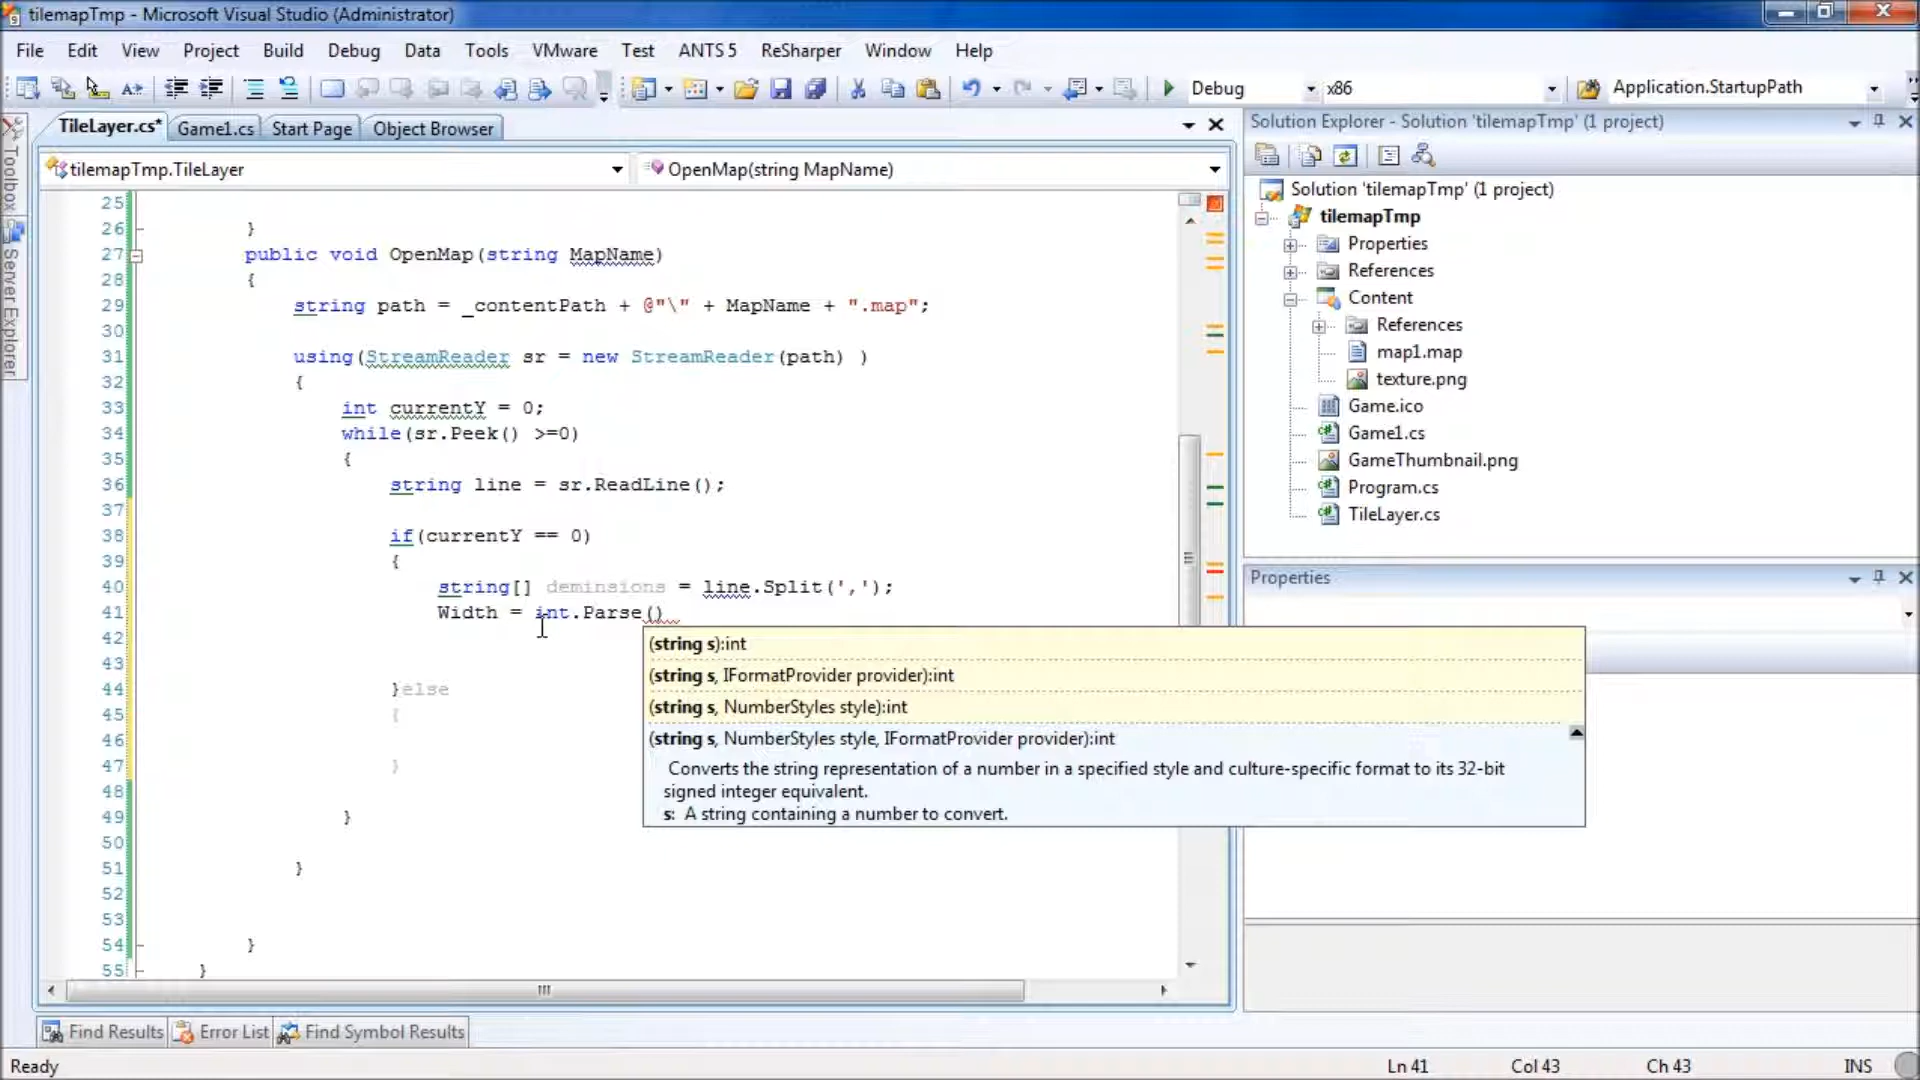 tilemapTmp - Microsoft Visual Studio (Administrator)
File Edit View Project Build Debug Data Tools VMware Test ANTS 5 ReSharper Window Help
Debug x86 Application.StartupPath
TileLayer.cs* Game1.cs Start Page Object Browser
tilemapTmp.TileLayer OpenMap(string MapName)
Toolbox
Server Explorer
25
26 }
27 public void OpenMap(string MapName)
28 {
29 string path = _contentPath + @"\" + MapName + ".map";
30
31 using(StreamReader sr = new StreamReader(path) )
32 {
33 int currentY = 0;
34 while(sr.Peek() >=0)
35 {
36 string line = sr.ReadLine();
37
38 if(currentY == 0)
39 {
40 string[] deminsions = line.Split(',');
41 Width = int.Parse()
42
43
44 }else
45 {
46
47 }
48
49 }
50
51 }
52
53
54 }
55 }
(string s):int
(string s, IFormatProvider provider):int
(string s, NumberStyles style):int
(string s, NumberStyles style, IFormatProvider provider):int
Converts the string representation of a number in a specified style and culture-specific format to its 32-bit
signed integer equivalent.
s: A string containing a number to convert.
Solution Explorer - Solution 'tilemapTmp' (1 project)
Solution 'tilemapTmp' (1 project)
tilemapTmp
Properties
References
Content
References
map1.map
texture.png
Game.ico
Game1.cs
GameThumbnail.png
Program.cs
TileLayer.cs
Properties
Find Results Error List Find Symbol Results
Ready Ln 41 Col 43 Ch 43 INS